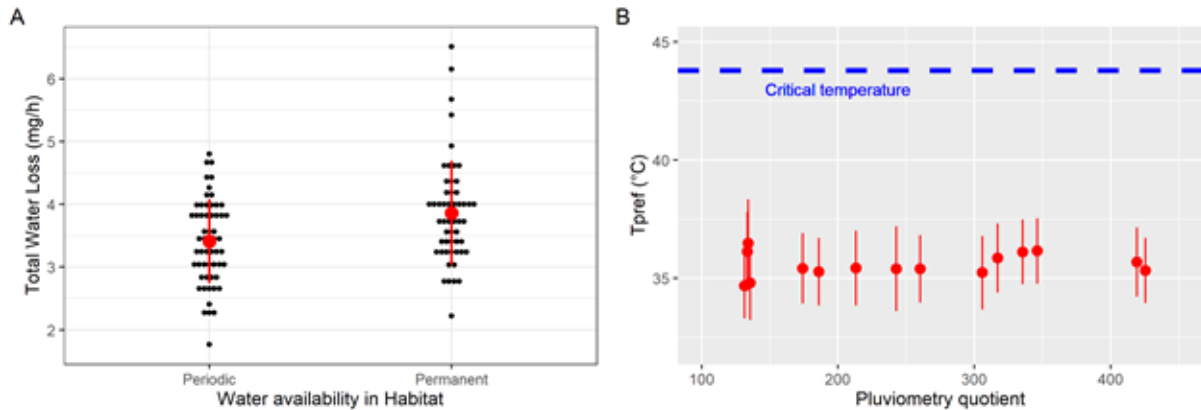 A
Total Water Loss (mg/h)
6
5
4
3
2
Periodic
Permanent
Water availability in Habitat
B
Tpref (°C)
45
40
35
Critical temperature
100
200
300
400
Pluviometry quotient